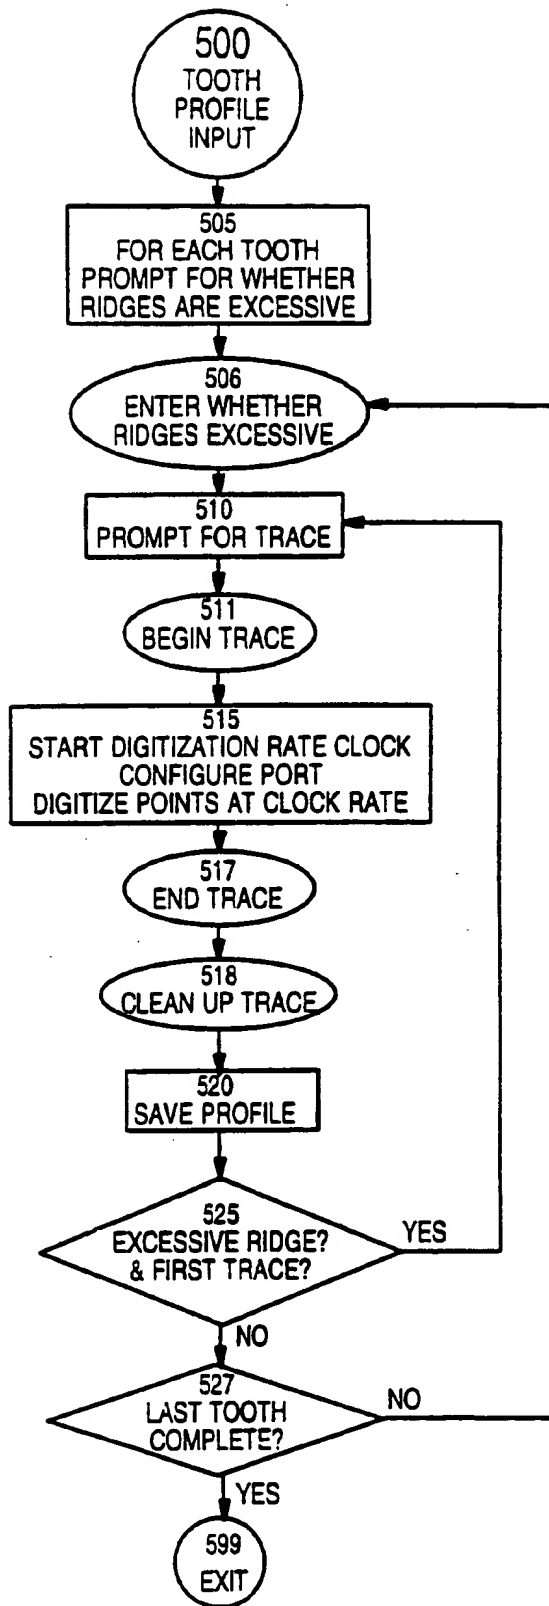 500
TOOTH
PROFILE
INPUT
505
FOR EACH TOOTH
PROMPT FOR WHETHER
RIDGES ARE EXCESSIVE
506
ENTER WHETHER
RIDGES EXCESSIVE
510
PROMPT FOR TRACE
511
BEGIN TRACE
515
START DIGITIZATION RATE CLOCK
CONFIGURE PORT
DIGITIZE POINTS AT CLOCK RATE
517
END TRACE
518
CLEAN UP TRACE
520
SAVE PROFILE
525
EXCESSIVE RIDGE?
& FIRST TRACE?
YES
NO
527
LAST TOOTH
COMPLETE?
NO
YES
599
EXIT